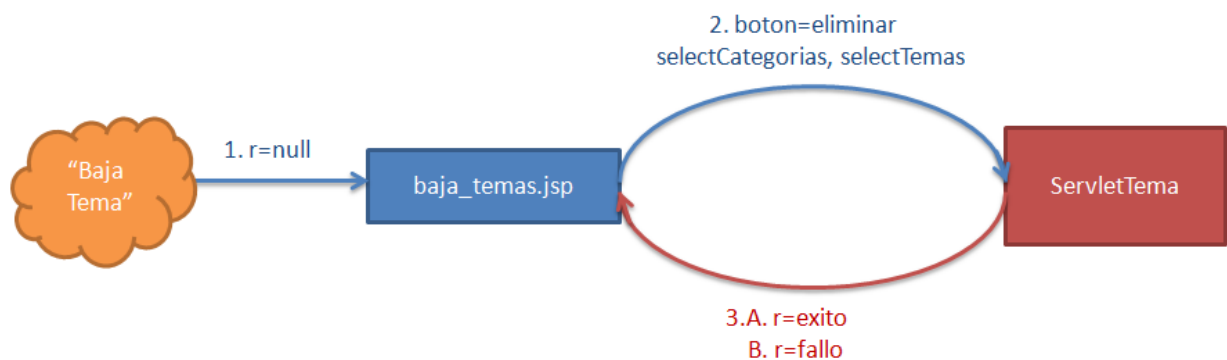 2. boton=eliminar
selectCategorias, selectTemas
1. r=null
“Baja
Tema”
baja_temas.jsp
ServletTema
3.A. r=exito
B. r=fallo